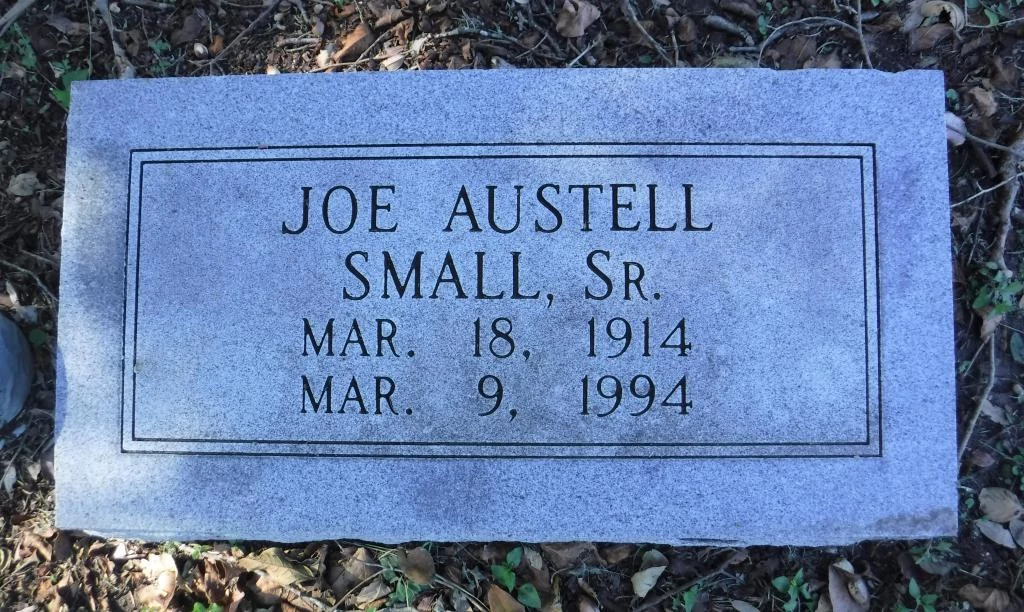 JOE AUSTELL
SMALL, SR.
MAR. 18, 1914
MAR. 9, 1994